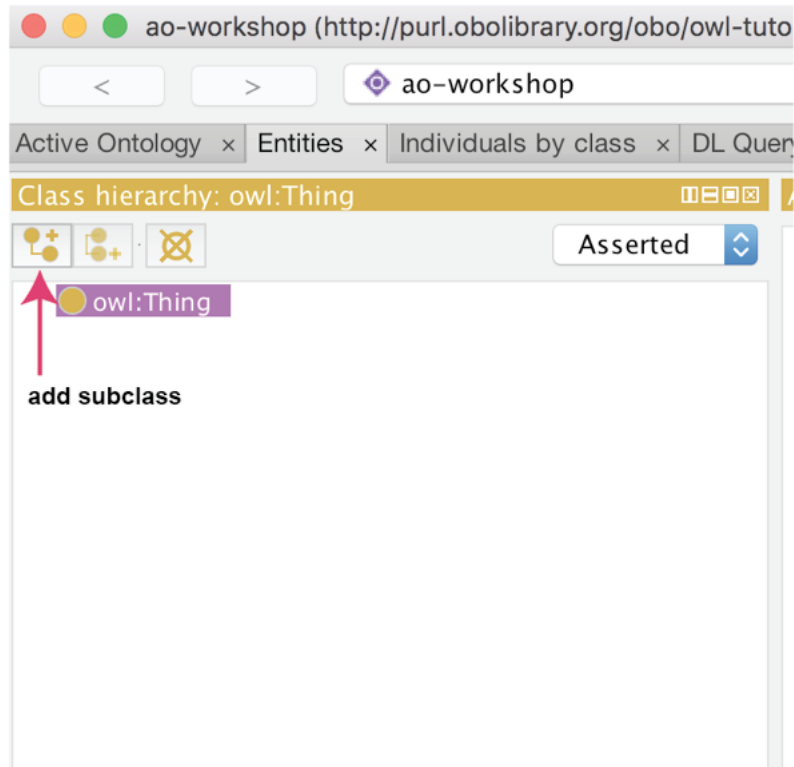 ao-workshop (http://purl.obolibrary.org/obo/owl-tuto
< > ao-workshop
Active Ontology × Entities × Individuals by class × DL Quer
Class hierarchy: owl:Thing
Asserted
owl:Thing
add subclass